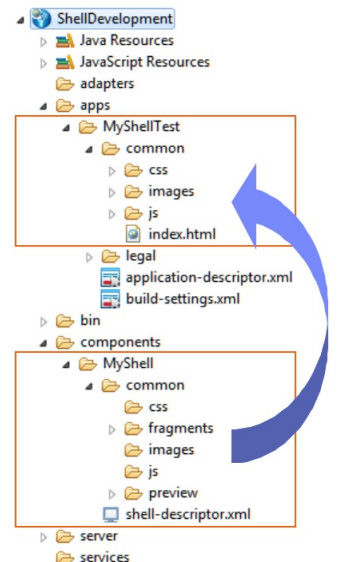 ShellDevelopment
Java Resources
JavaScript Resources
adapters
apps
MyShellTest
common
css
images
js
index.html
legal
application-descriptor.xml
build-settings.xml
bin
components
MyShell
common
css
fragments
images
js
preview
shell-descriptor.xml
server
services